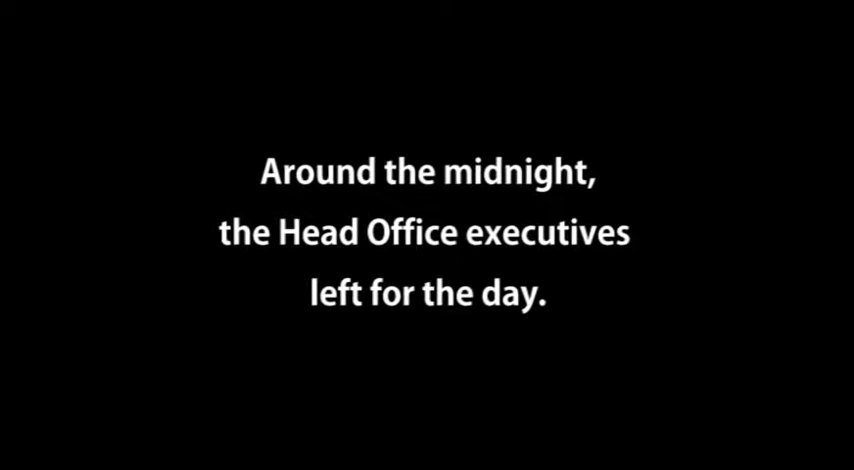 Around the midnight,
the Head Office executives
left for the day.